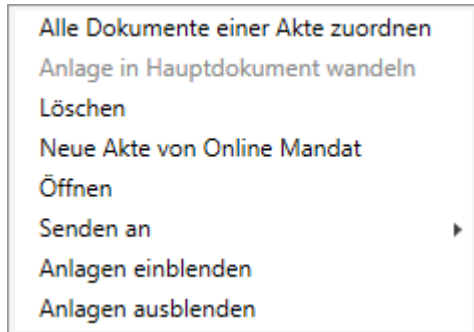 Alle Dokumente einer Akte zuordnen
Anlage in Hauptdokument wandeln
Löschen
Neue Akte von Online Mandat
Öffnen
Senden an
Anlagen einblenden
Anlagen ausblenden